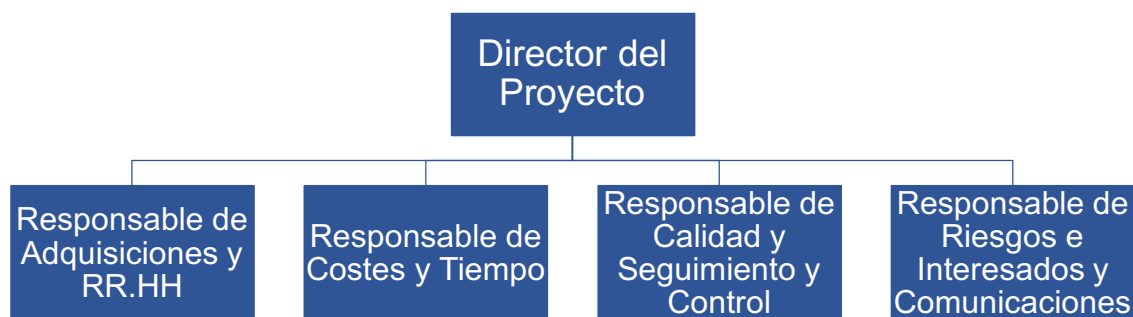 Director del
Proyecto
Responsable de
Adquisiciones y
RR.HH
Responsable de
Costes y Tiempo
Responsable de
Calidad y
Seguimiento y
Control
Responsable de
Riesgos e
Interesados y
Comunicaciones